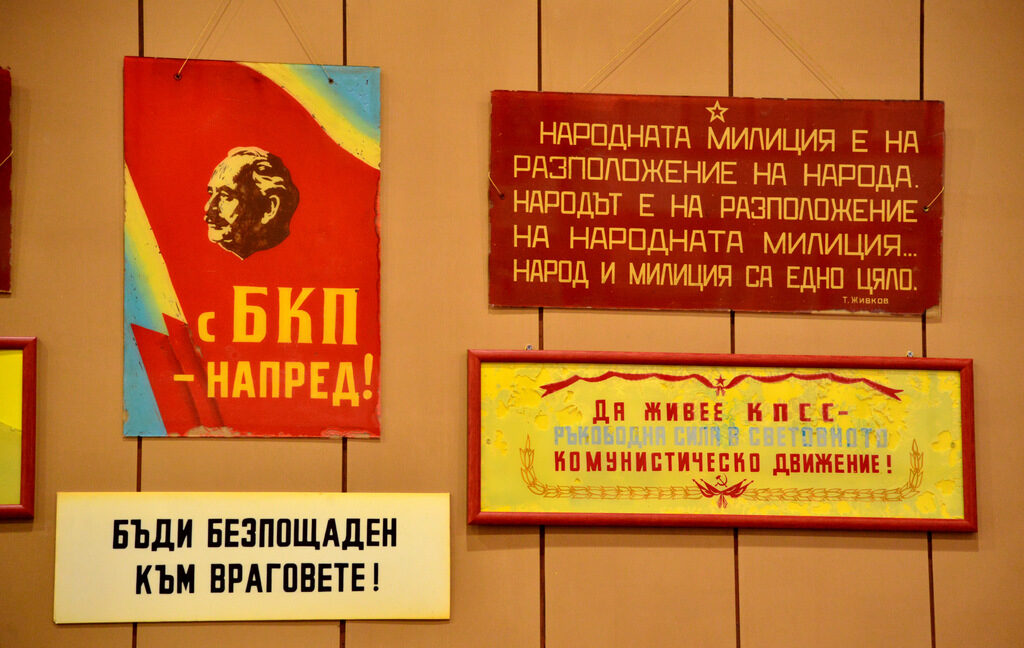 с БКП
– НАПРЕД!
НАРОДНАТА МИЛИЦИЯ Е НА
РАЗПОЛОЖЕНИЕ НА НАРОДА.
НАРОДЪТ Е НА РАЗПОЛОЖЕНИЕ
НА НАРОДНАТА МИЛИЦИЯ...
НАРОД И МИЛИЦИЯ СА ЕДНО ЦЯЛО.
Т. ЖИВКОВ
ДА ЖИВЕЕ КПСС-
РЪКОВОДНА СИЛА В СВЕТОВНОТО
КОМУНИСТИЧЕСКО ДВИЖЕНИЕ!
БЪДИ БЕЗПОЩАДЕН
КЪМ ВРАГОВЕТЕ!